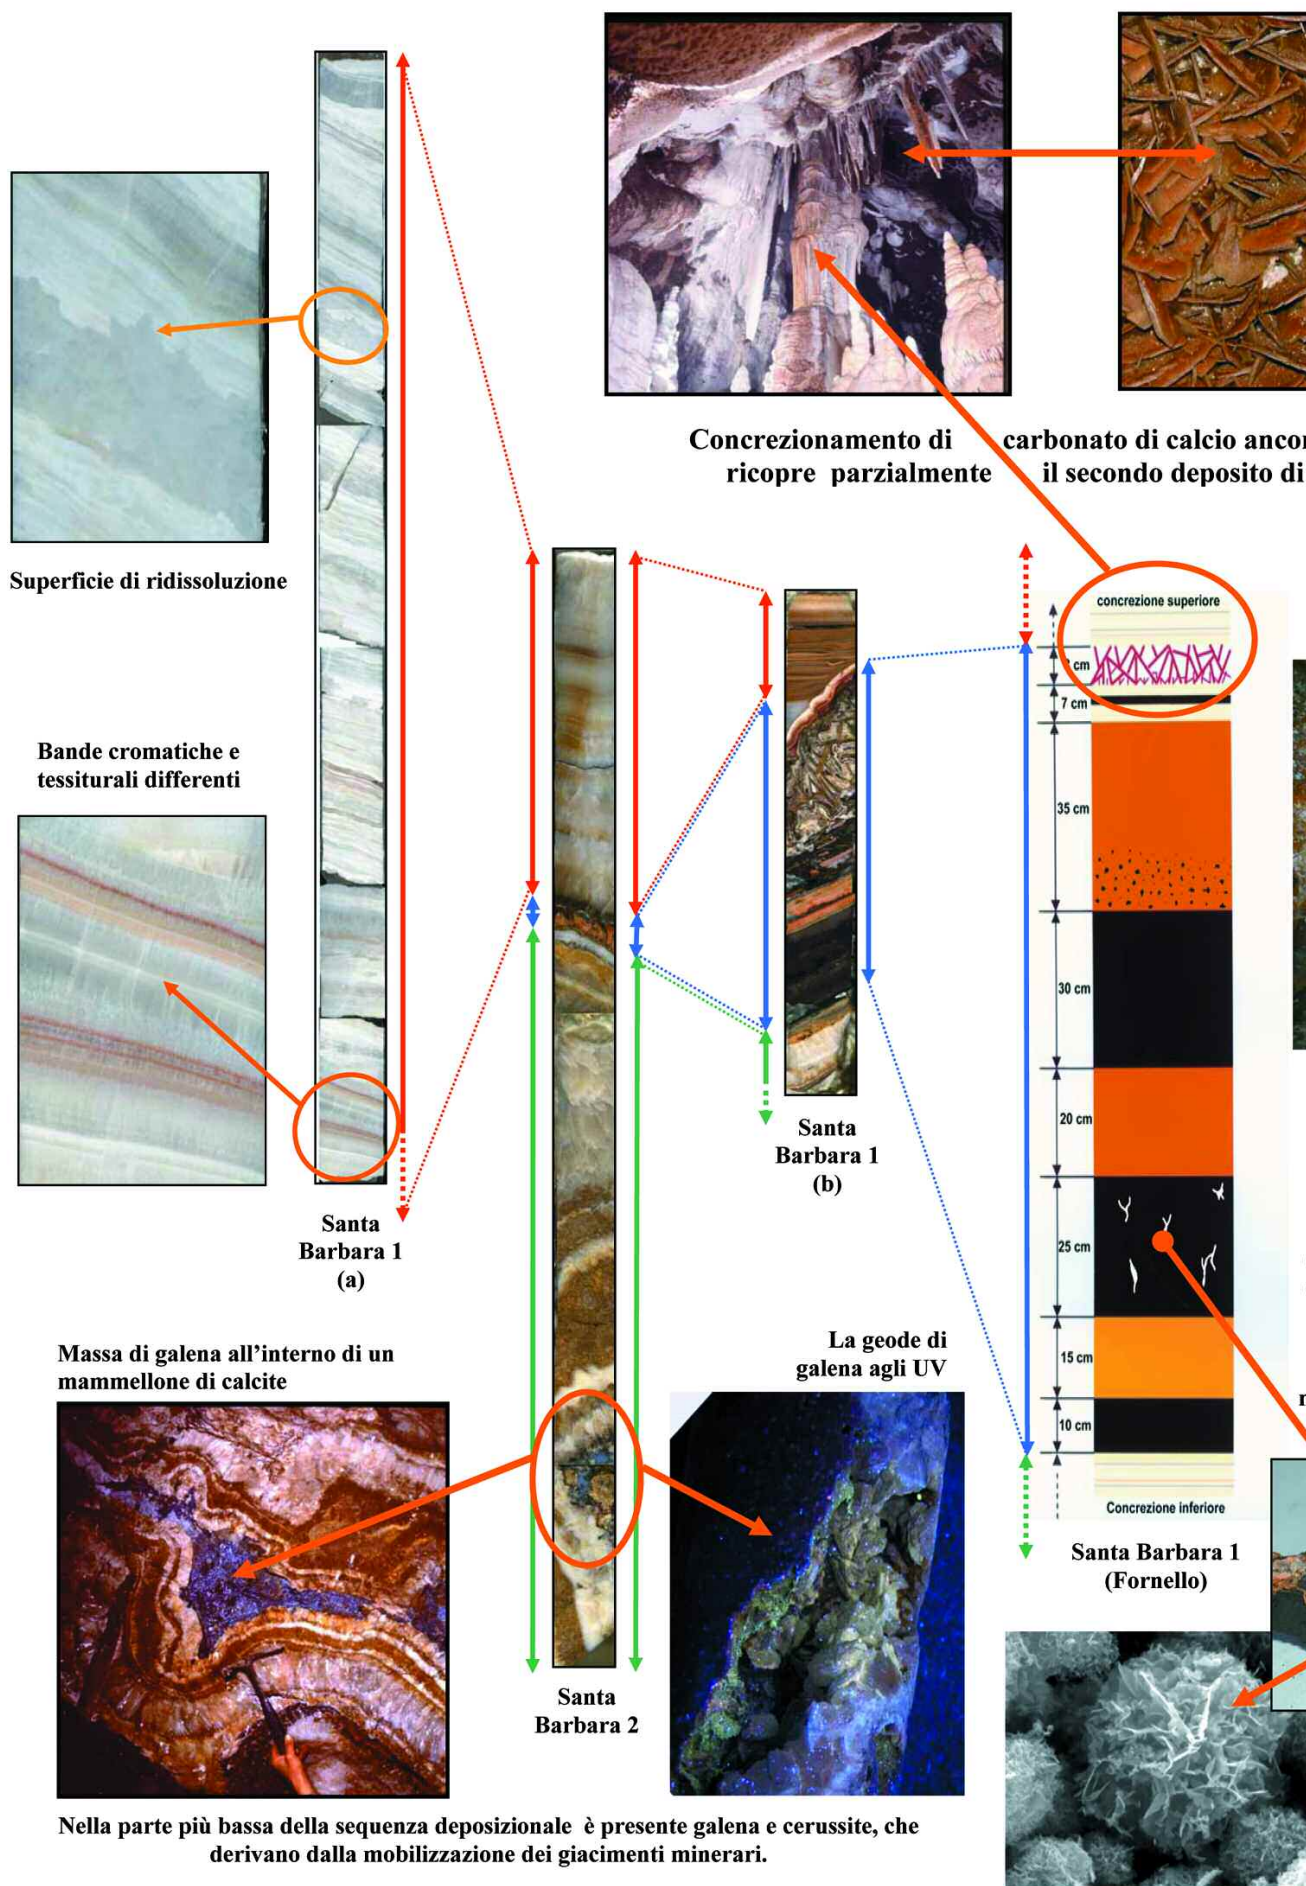 Concrezionamento di carbonato di calcio
ricopre parzialmente il secondo deposito di
Superficie di ridissoluzione
concrezione superiore
cm
7 cm
Bande cromatiche e
tessiturali differenti
35 cm
30 cm
20 cm
Santa
Barbara 1
(b)
Santa
Barbara 1
(a)
25 cm
Massa di galena all'interno di un
mammellone di calcite
La geode di
galena agli UV
15 cm
10 cm
Concrezione inferiore
Santa Barbara 1
(Fornello)
Santa
Barbara 2
Nella parte più bassa della sequenza deposizionale è presente galena e cerussite, che
derivano dalla mobilizzazione dei giacimenti minerari.